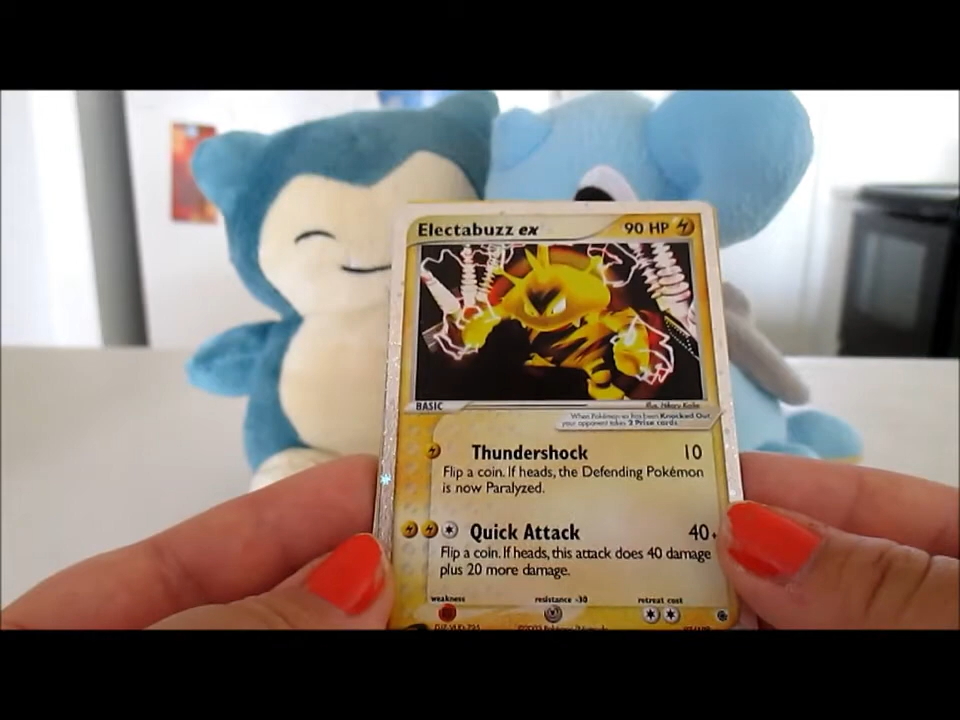 Electabuzz ex 90 HP
BASIC
When Pokémon-ex has been Knocked Out,
your opponent takes 2 Prize cards.
Thundershock 10
Flip a coin. If heads, the Defending Pokémon
is now Paralyzed.
Quick Attack 40+
Flip a coin. If heads, this attack does 40 damage
plus 20 more damage.
weakness resistance -30 retreat cost